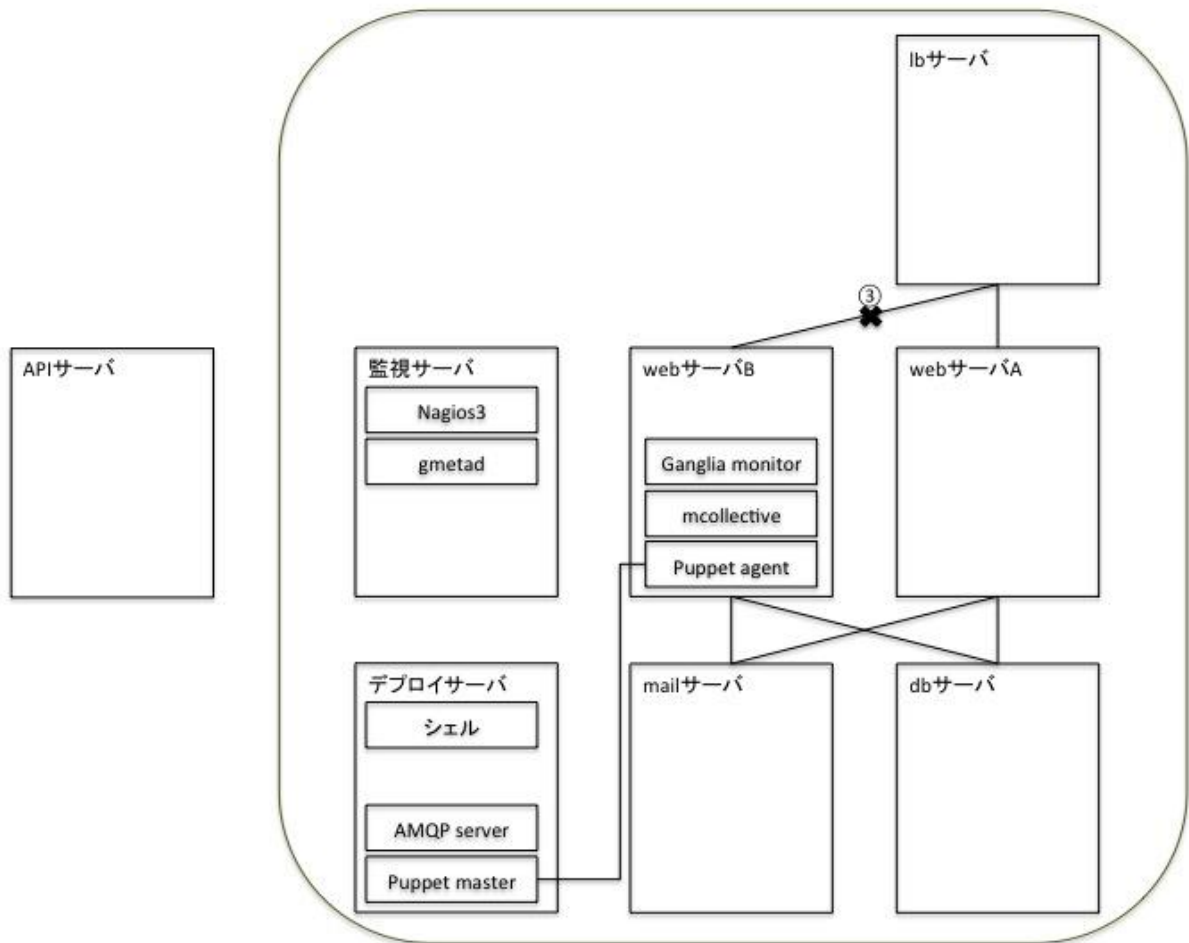 lbサーバ
③
APIサーバ
監視サーバ
Nagios3
gmetad
webサーバB
Ganglia monitor
mcollective
Puppet agent
webサーバA
デプロイサーバ
シェル
AMQP server
Puppet master
mailサーバ
dbサーバ